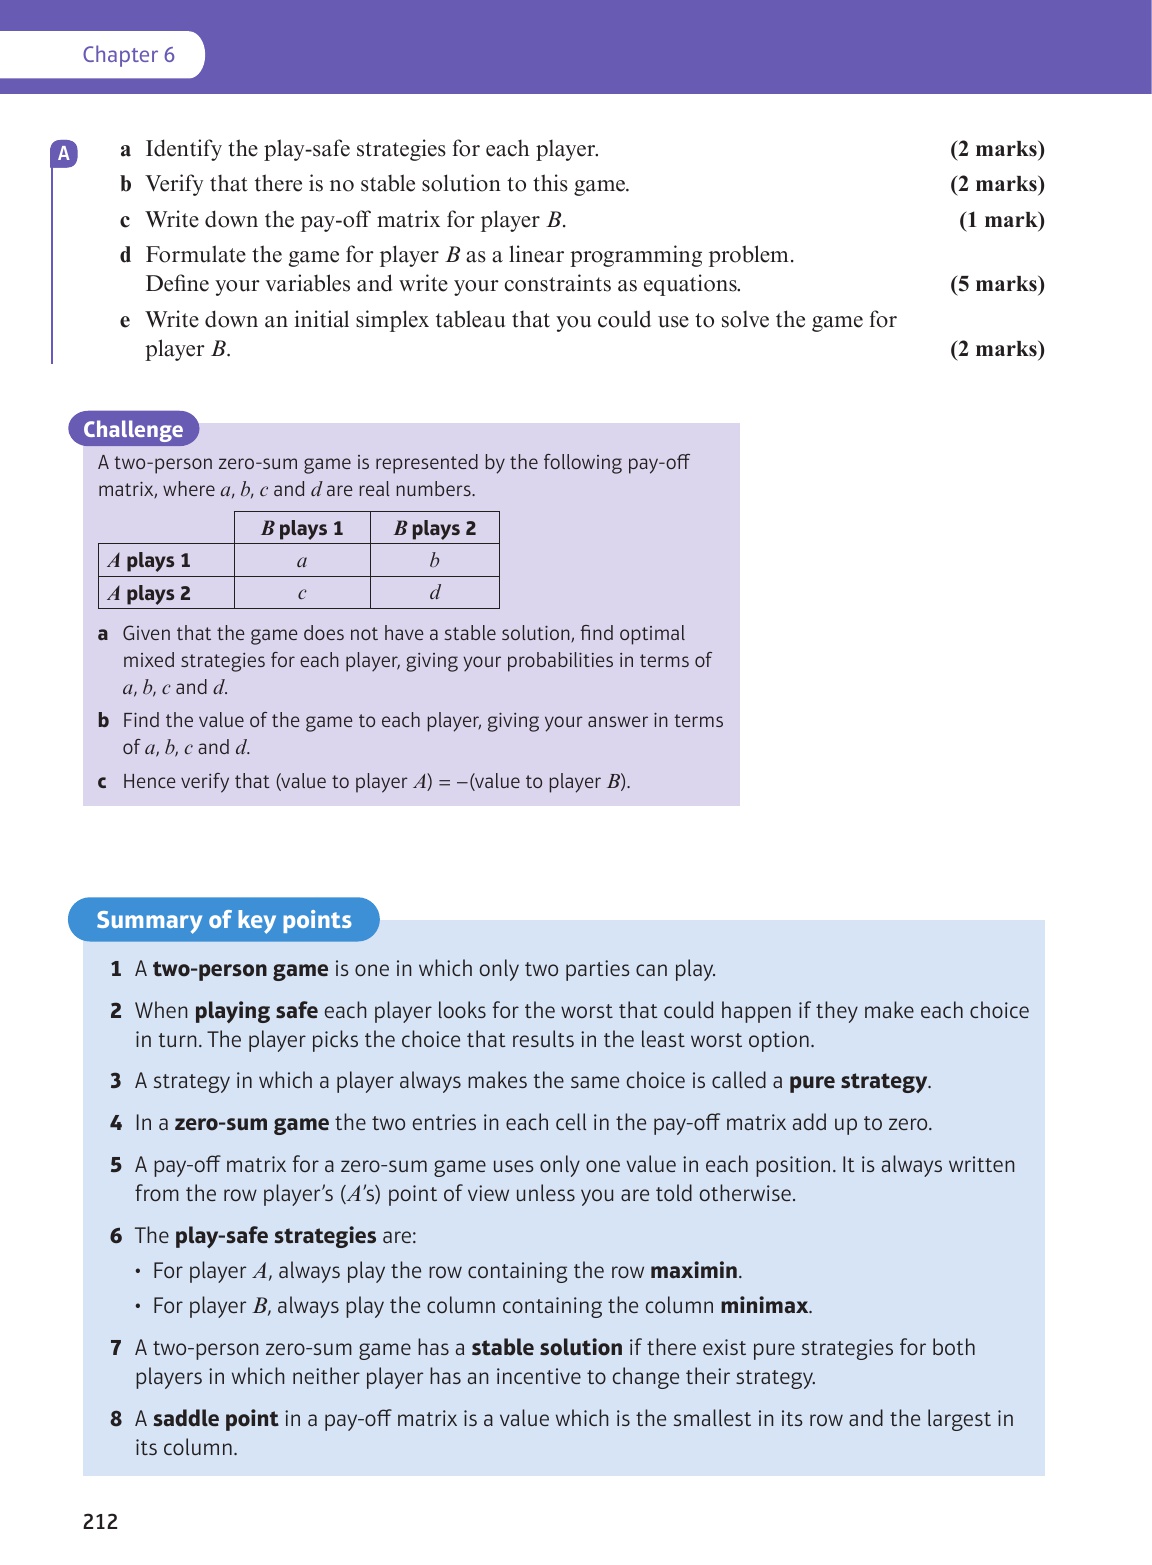 Chapter 6
A
a Identify the play-safe strategies for each player. (2 marks)
b Verify that there is no stable solution to this game. (2 marks)
c Write down the pay-off matrix for player B. (1 mark)
d Formulate the game for player B as a linear programming problem.
Define your variables and write your constraints as equations. (5 marks)
e Write down an initial simplex tableau that you could use to solve the game for
player B. (2 marks)
Challenge
A two-person zero-sum game is represented by the following pay-off
matrix, where a, b, c and d are real numbers.
B plays 1 B plays 2
A plays 1 a b
A plays 2 c d
a Given that the game does not have a stable solution, find optimal
mixed strategies for each player, giving your probabilities in terms of
a, b, c and d.
b Find the value of the game to each player, giving your answer in terms
of a, b, c and d.
c Hence verify that (value to player A) = −(value to player B).
Summary of key points
1 A two-person game is one in which only two parties can play.
2 When playing safe each player looks for the worst that could happen if they make each choice
in turn. The player picks the choice that results in the least worst option.
3 A strategy in which a player always makes the same choice is called a pure strategy.
4 In a zero-sum game the two entries in each cell in the pay-off matrix add up to zero.
5 A pay-off matrix for a zero-sum game uses only one value in each position. It is always written
from the row player’s (A’s) point of view unless you are told otherwise.
6 The play-safe strategies are:
• For player A, always play the row containing the row maximin.
• For player B, always play the column containing the column minimax.
7 A two-person zero-sum game has a stable solution if there exist pure strategies for both
players in which neither player has an incentive to change their strategy.
8 A saddle point in a pay-off matrix is a value which is the smallest in its row and the largest in
its column.
212